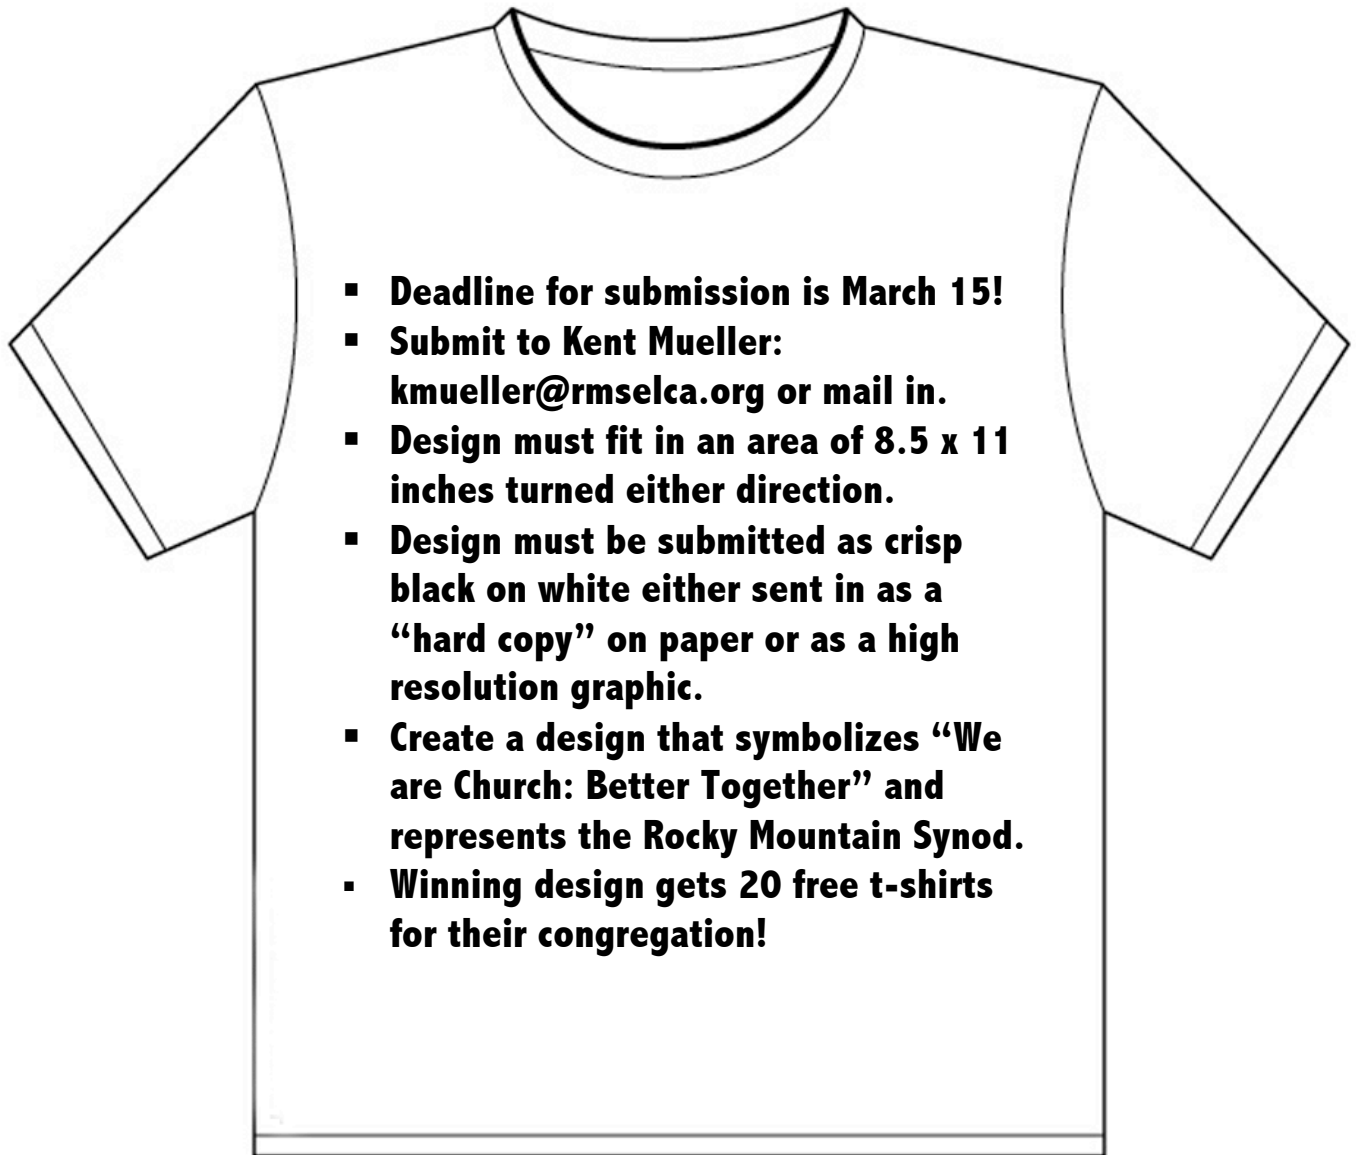 ▪ Deadline for submission is March 15!
▪ Submit to Kent Mueller:
kmueller@rmselca.org or mail in.
▪ Design must fit in an area of 8.5 x 11
inches turned either direction.
▪ Design must be submitted as crisp
black on white either sent in as a
“hard copy” on paper or as a high
resolution graphic.
▪ Create a design that symbolizes “We
are Church: Better Together” and
represents the Rocky Mountain Synod.
▪ Winning design gets 20 free t-shirts
for their congregation!